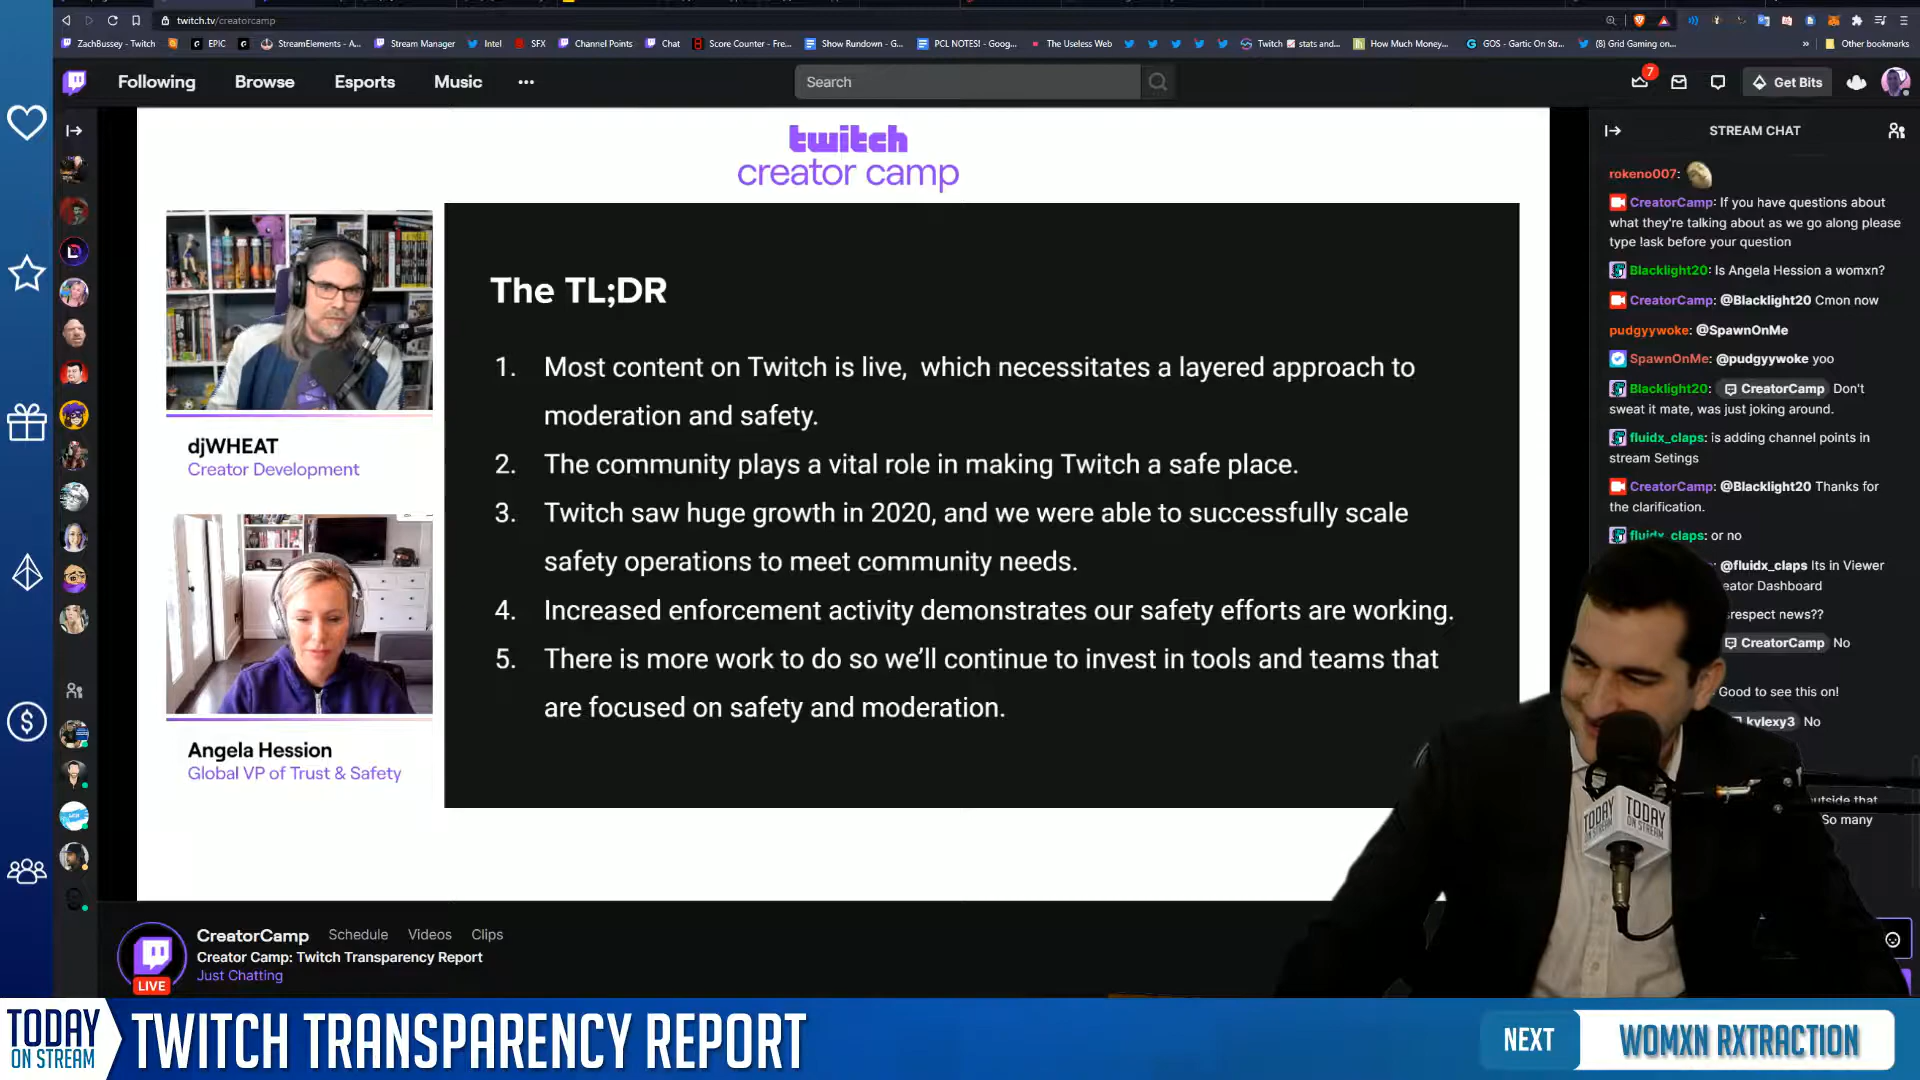 twitch.tv/creatorcamp
ZachBussey - Twitch
EPIC
StreamElements - A...
Stream Manager
Intel
SFX
Channel Points
Chat
Score Counter - Fre...
Show Rundown - G...
PCL NOTES! - Goog...
The Useless Web
Twitch
stats and...
How Much Money...
GOS - Gartic On Str...
(8) Grid Gaming on...
Other bookmarks
Following
Browse
Esports
Music
Search
7
Get Bits
twitch
creator camp
djWHEAT
Creator Development
Angela Hession
Global VP of Trust & Safety
The TL;DR
1. Most content on Twitch is live, which necessitates a layered approach to
moderation and safety.
2. The community plays a vital role in making Twitch a safe place.
3. Twitch saw huge growth in 2020, and we were able to successfully scale
safety operations to meet community needs.
4. Increased enforcement activity demonstrates our safety efforts are working.
5. There is more work to do so we'll continue to invest in tools and teams that
are focused on safety and moderation.
STREAM CHAT
rokeno007:
CreatorCamp: If you have questions about
what they're talking about as we go along please
type !ask before your question
Blacklight20: Is Angela Hession a womxn?
CreatorCamp: @Blacklight20 Cmon now
pudgyywoke: @SpawnOnMe
SpawnOnMe: @pudgyywoke yoo
Blacklight20: CreatorCamp Don't
sweat it mate, was just joking around.
fluidx_claps: is adding channel points in
stream Setings
CreatorCamp: @Blacklight20 Thanks for
the clarification.
fluidx_claps: or no
@fluidx_claps Its in Viewer
eator Dashboard
respect news??
CreatorCamp No
Good to see this on!
kylexy3 No
utside that
So many
TODAY
ON STREAM
TODAY
ON STREAM
CreatorCamp
Schedule
Videos
Clips
Creator Camp: Twitch Transparency Report
Just Chatting
LIVE
TODAY
ON STREAM
TWITCH TRANSPARENCY REPORT
NEXT
WOMXN RXTRACTION